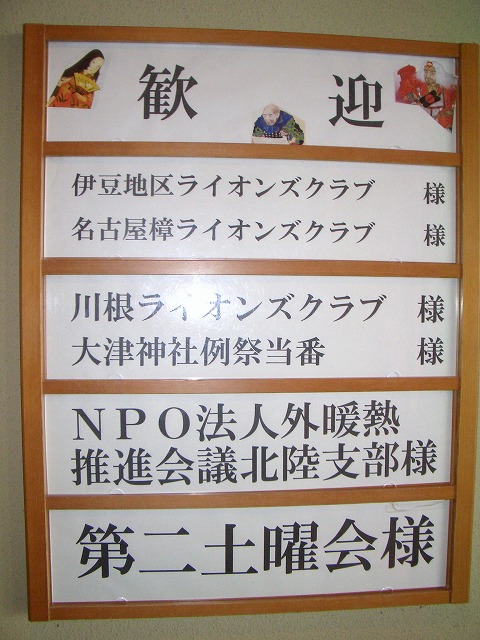 歓迎
伊豆地区ライオンズクラブ 様
名古屋樟ライオンズクラブ 様
川根ライオンズクラブ 様
大津神社例祭当番 様
NPO法人外暖熱
推進会議北陸支部様
第二土曜会様